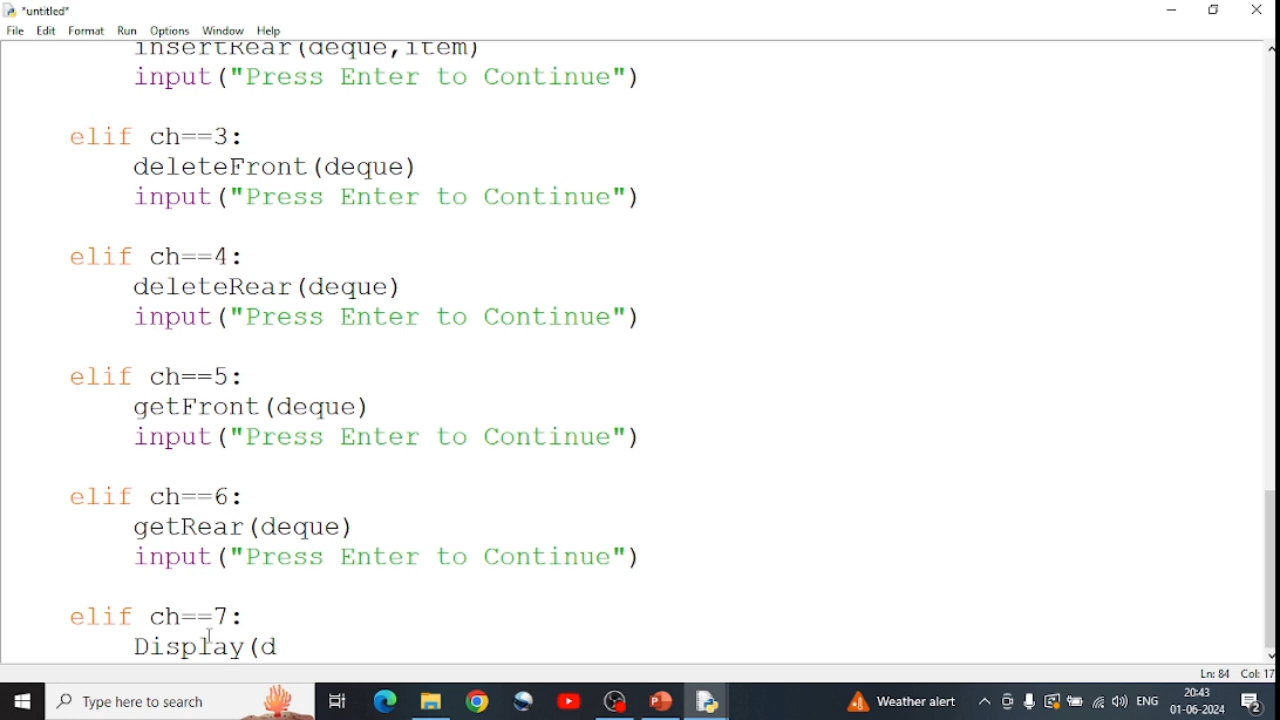 *untitled*
File Edit Format Run Options Window Help
insertRear(deque,item)
input("Press Enter to Continue")
elif ch==3:
deleteFront(deque)
input("Press Enter to Continue")
elif ch==4:
deleteRear(deque)
input("Press Enter to Continue")
elif ch==5:
getFront(deque)
input("Press Enter to Continue")
elif ch==6:
getRear(deque)
input("Press Enter to Continue")
elif ch==7:
Display(d
Ln: 84 Col: 17
Type here to search
Weather alert
ENG
20:43
01-06-2024
2